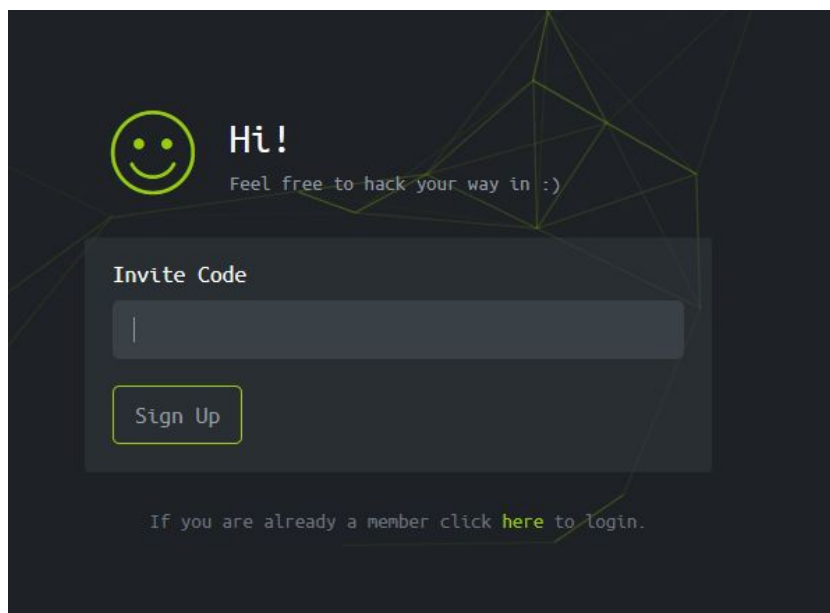 Hi!
Feel free to hack your way in :)
Invite Code
Sign Up
If you are already a member click here to login.